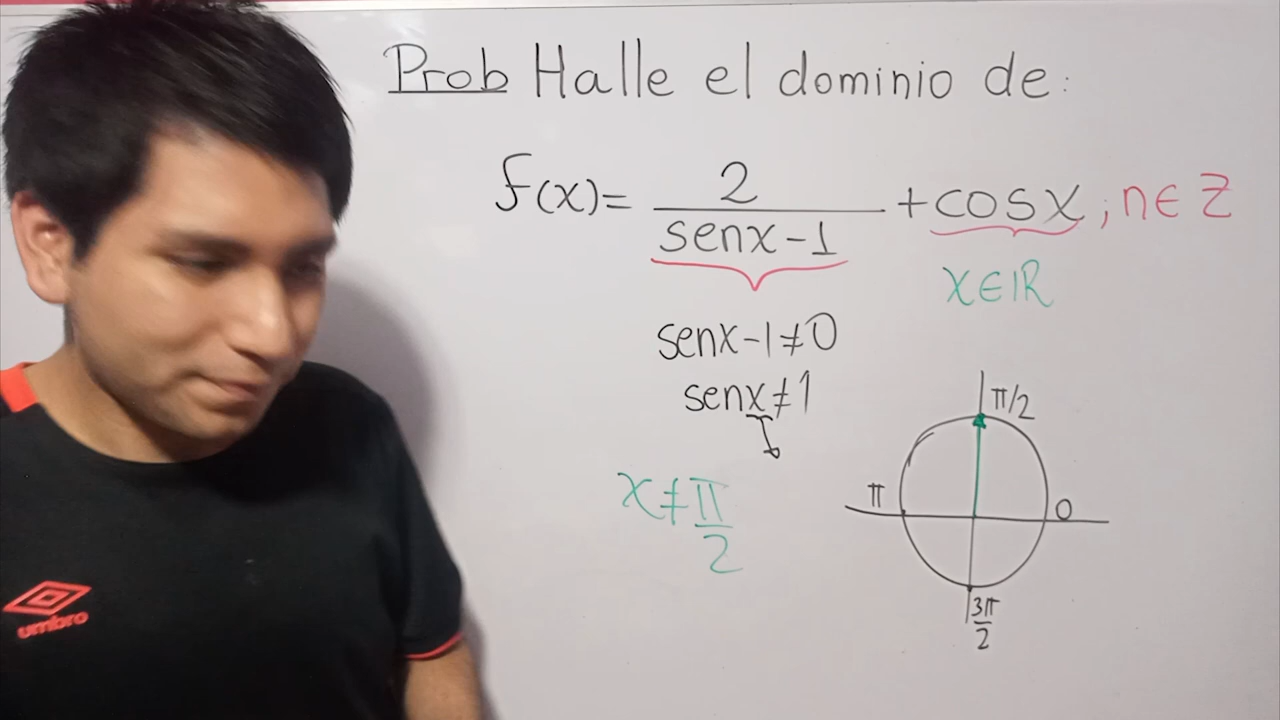 Prob Halle el dominio de:
f(x)= 2/(senx-1) + cosx ; n∈Z
x∈IR
senx-1≠0
senx≠1
x≠π/2
π/2
π
0
3π/2
umbro